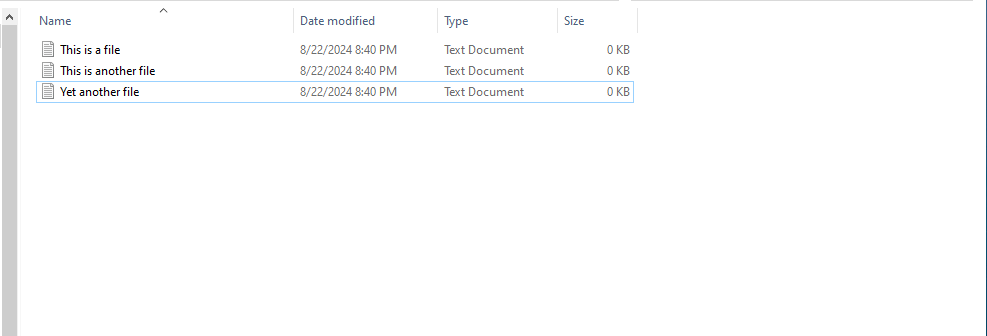 Name Date modified Type Size
This is a file 8/22/2024 8:40 PM Text Document 0 KB
This is another file 8/22/2024 8:40 PM Text Document 0 KB
Yet another file 8/22/2024 8:40 PM Text Document 0 KB